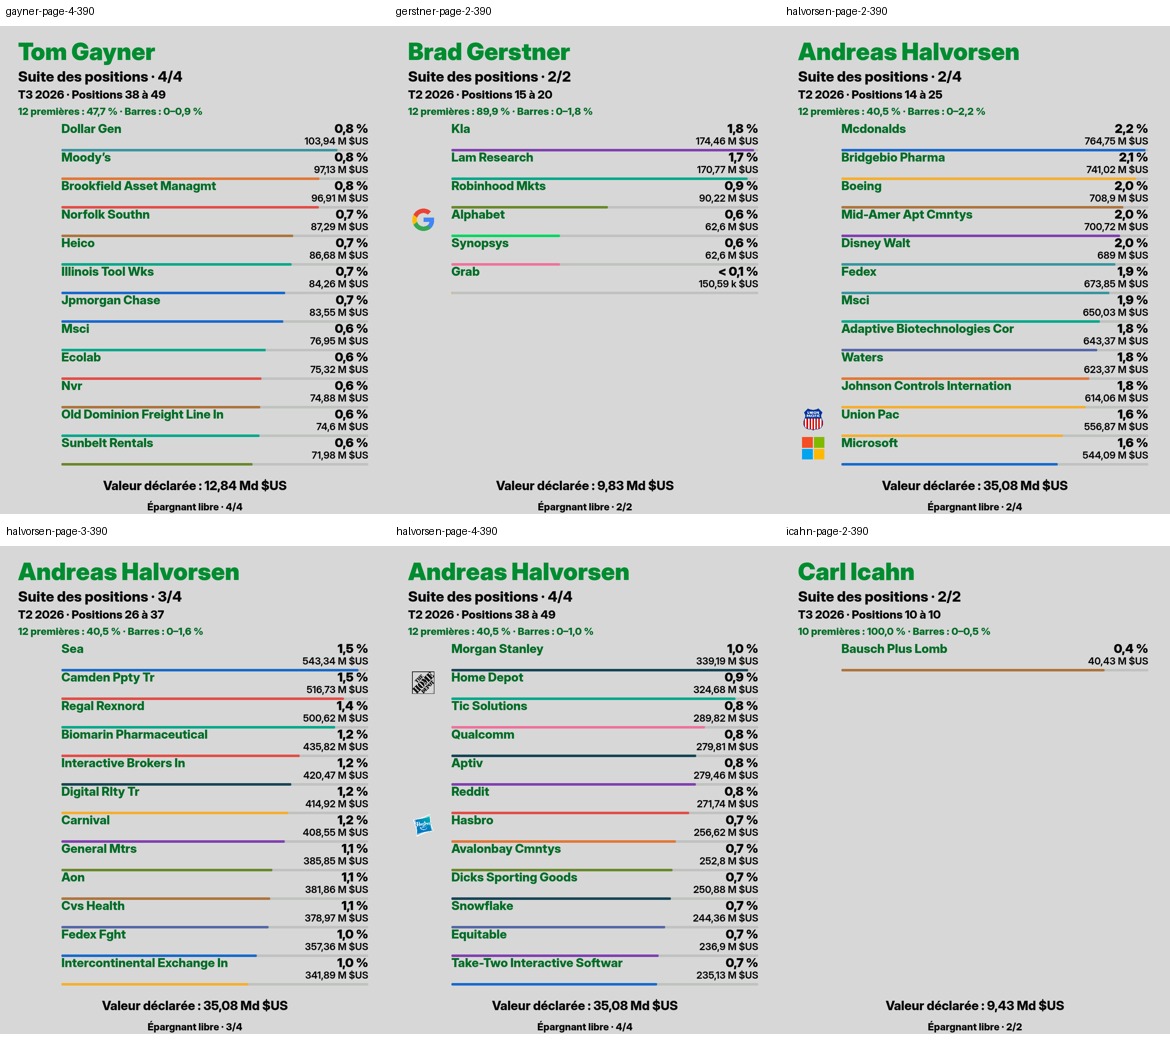 gayner-page-4-390
Tom Gayner
Suite des positions · 4/4
T3 2026 · Positions 38 à 49
12 premières : 47,7 % · Barres : 0–0,9 %
Dollar Gen 0,8 %
103,94 M $US
Moody’s 0,8 %
97,13 M $US
Brookfield Asset Managmt 0,8 %
96,91 M $US
Norfolk Southn 0,7 %
87,29 M $US
Heico 0,7 %
86,68 M $US
Illinois Tool Wks 0,7 %
84,26 M $US
Jpmorgan Chase 0,7 %
83,55 M $US
Msci 0,6 %
76,95 M $US
Ecolab 0,6 %
75,32 M $US
Nvr 0,6 %
74,88 M $US
Old Dominion Freight Line In 0,6 %
74,6 M $US
Sunbelt Rentals 0,6 %
71,98 M $US
Valeur déclarée : 12,84 Md $US
Épargnant libre · 4/4
gerstner-page-2-390
Brad Gerstner
Suite des positions · 2/2
T2 2026 · Positions 15 à 20
12 premières : 89,9 % · Barres : 0–1,8 %
Kla 1,8 %
174,46 M $US
Lam Research 1,7 %
170,77 M $US
Robinhood Mkts 0,9 %
90,22 M $US
Alphabet 0,6 %
62,6 M $US
Synopsys 0,6 %
62,6 M $US
Grab < 0,1 %
150,59 k $US
Valeur déclarée : 9,83 Md $US
Épargnant libre · 2/2
halvorsen-page-2-390
Andreas Halvorsen
Suite des positions · 2/4
T2 2026 · Positions 14 à 25
12 premières : 40,5 % · Barres : 0–2,2 %
Mcdonalds 2,2 %
764,75 M $US
Bridgebio Pharma 2,1 %
741,02 M $US
Boeing 2,0 %
708,9 M $US
Mid-Amer Apt Cmntys 2,0 %
700,72 M $US
Disney Walt 2,0 %
689 M $US
Fedex 1,9 %
673,85 M $US
Msci 1,9 %
650,03 M $US
Adaptive Biotechnologies Cor 1,8 %
643,37 M $US
Waters 1,8 %
623,37 M $US
Johnson Controls Internation 1,8 %
614,06 M $US
Union Pac 1,6 %
556,87 M $US
Microsoft 1,6 %
544,09 M $US
Valeur déclarée : 35,08 Md $US
Épargnant libre · 2/4
halvorsen-page-3-390
Andreas Halvorsen
Suite des positions · 3/4
T2 2026 · Positions 26 à 37
12 premières : 40,5 % · Barres : 0–1,6 %
Sea 1,5 %
543,34 M $US
Camden Ppty Tr 1,5 %
516,73 M $US
Regal Rexnord 1,4 %
500,62 M $US
Biomarin Pharmaceutical 1,2 %
435,82 M $US
Interactive Brokers In 1,2 %
420,47 M $US
Digital Rlty Tr 1,2 %
414,92 M $US
Carnival 1,2 %
408,55 M $US
General Mtrs 1,1 %
385,85 M $US
Aon 1,1 %
381,86 M $US
Cvs Health 1,1 %
378,97 M $US
Fedex Fght 1,0 %
357,36 M $US
Intercontinental Exchange In 1,0 %
341,89 M $US
Valeur déclarée : 35,08 Md $US
Épargnant libre · 3/4
halvorsen-page-4-390
Andreas Halvorsen
Suite des positions · 4/4
T2 2026 · Positions 38 à 49
12 premières : 40,5 % · Barres : 0–1,0 %
Morgan Stanley 1,0 %
339,19 M $US
THE HOME DEPOT
Home Depot 0,9 %
324,68 M $US
Tic Solutions 0,8 %
289,82 M $US
Qualcomm 0,8 %
279,81 M $US
Aptiv 0,8 %
279,46 M $US
Reddit 0,8 %
271,74 M $US
Hasbro 0,7 %
256,62 M $US
Avalonbay Cmntys 0,7 %
252,8 M $US
Dicks Sporting Goods 0,7 %
250,88 M $US
Snowflake 0,7 %
244,36 M $US
Equitable 0,7 %
236,9 M $US
Take-Two Interactive Softwar 0,7 %
235,13 M $US
Valeur déclarée : 35,08 Md $US
Épargnant libre · 4/4
icahn-page-2-390
Carl Icahn
Suite des positions · 2/2
T3 2026 · Positions 10 à 10
10 premières : 100,0 % · Barres : 0–0,5 %
Bausch Plus Lomb 0,4 %
40,43 M $US
Valeur déclarée : 9,43 Md $US
Épargnant libre · 2/2